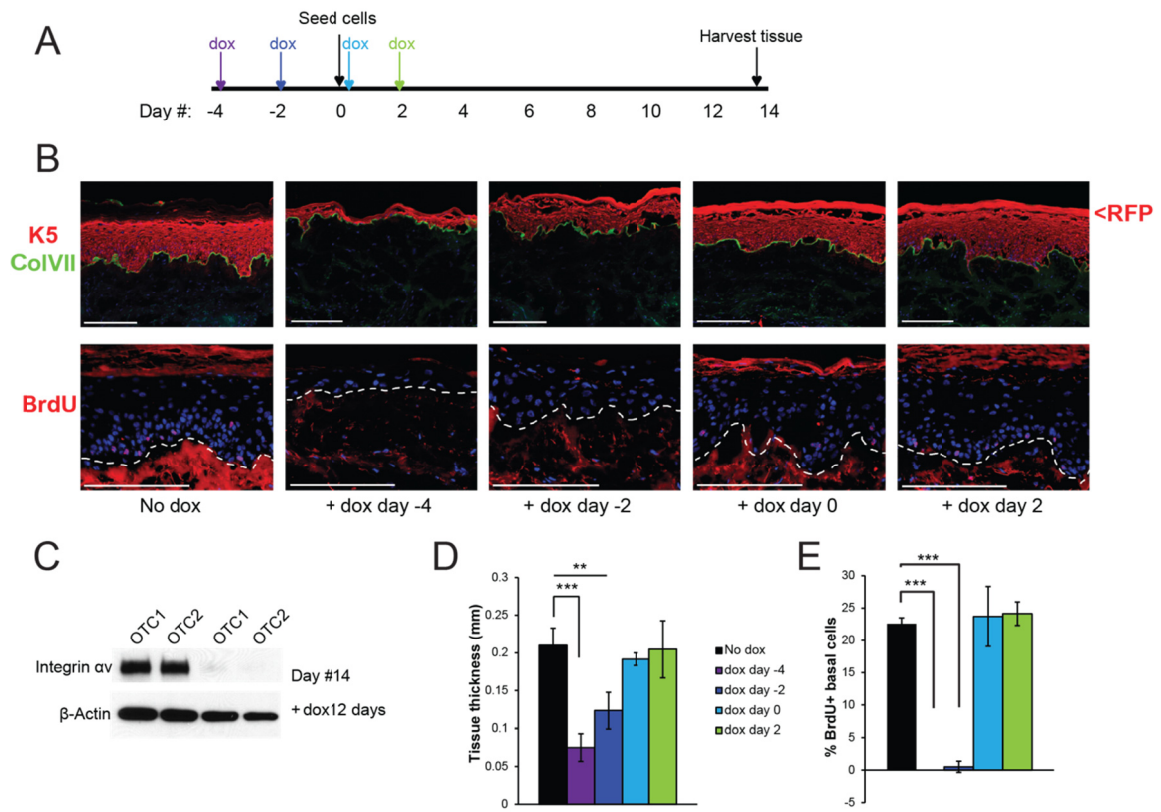 A
Seed cells
Harvest tissue
dox dox dox dox
Day #: -4 -2 0 2 4 6 8 10 12 14
B
K5
ColVII
<RFP
BrdU
No dox + dox day -4 + dox day -2 + dox day 0 + dox day 2
C
OTC1 OTC2 OTC1 OTC2
Integrin αv
β-Actin
Day #14
+ dox12 days
D
Tissue thickness (mm)
0.3
0.25
0.2
0.15
0.1
0.05
0
**
***
No dox
dox day -4
dox day -2
dox day 0
dox day 2
E
% BrdU+ basal cells
30
25
20
15
10
5
0
-5
***
***